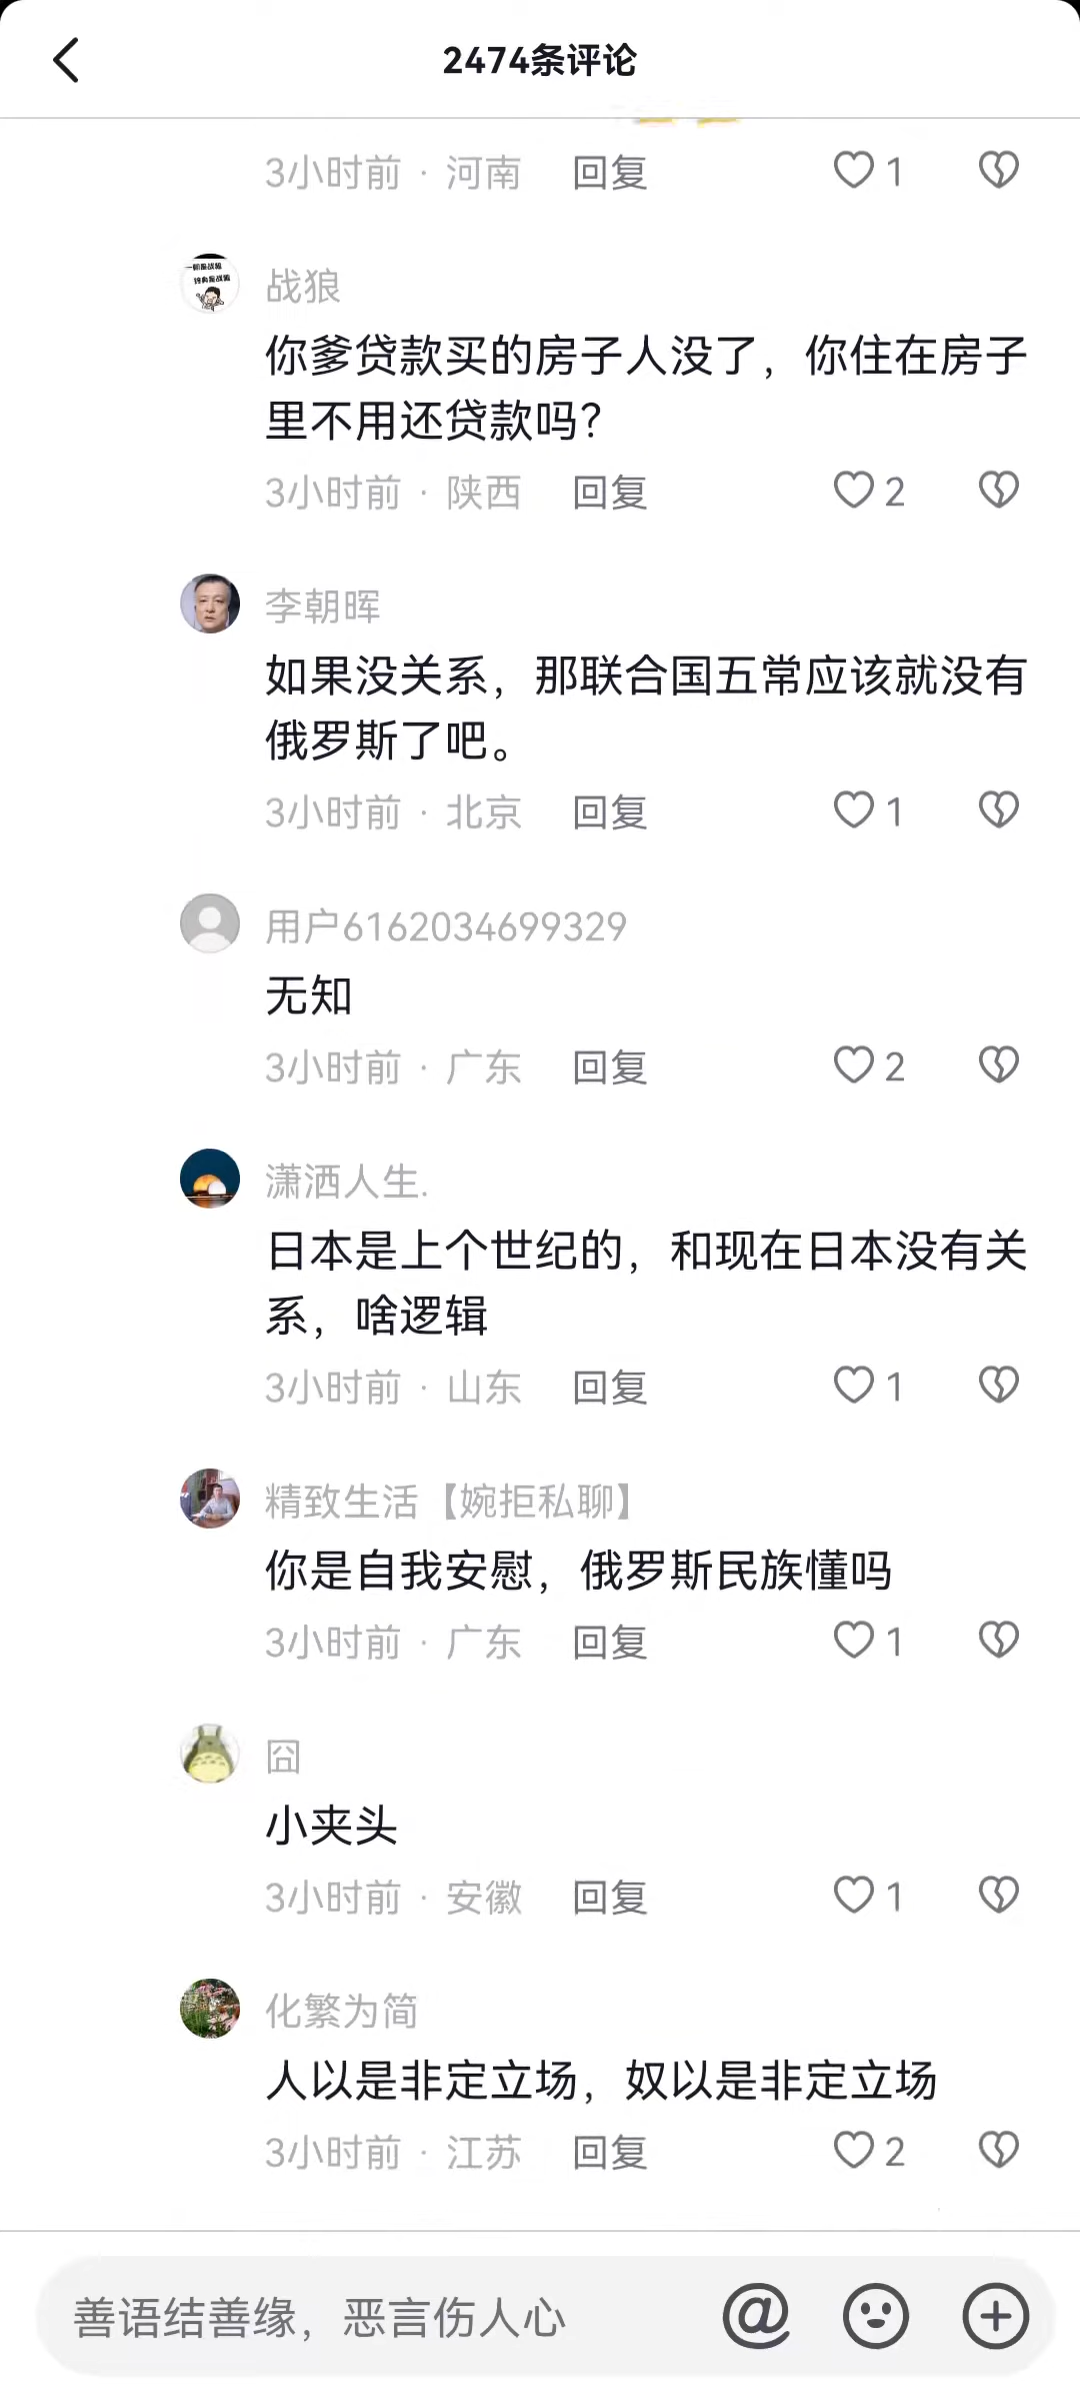 2474条评论
3小时前 · 河南 回复 1
战狼
你爹贷款买的房子人没了，你住在房子
里不用还贷款吗？
3小时前 · 陕西 回复 2
李朝晖
如果没关系，那联合国五常应该就没有
俄罗斯了吧。
3小时前 · 北京 回复 1
用户6162034699329
无知
3小时前 · 广东 回复 2
潇洒人生.
日本是上个世纪的，和现在日本没有关
系，啥逻辑
3小时前 · 山东 回复 1
精致生活【婉拒私聊】
你是自我安慰，俄罗斯民族懂吗
3小时前 · 广东 回复 1
囧
小夹头
3小时前 · 安徽 回复 1
化繁为简
人以是非定立场，奴以是非定立场
3小时前 · 江苏 回复 2
善语结善缘，恶言伤人心 @